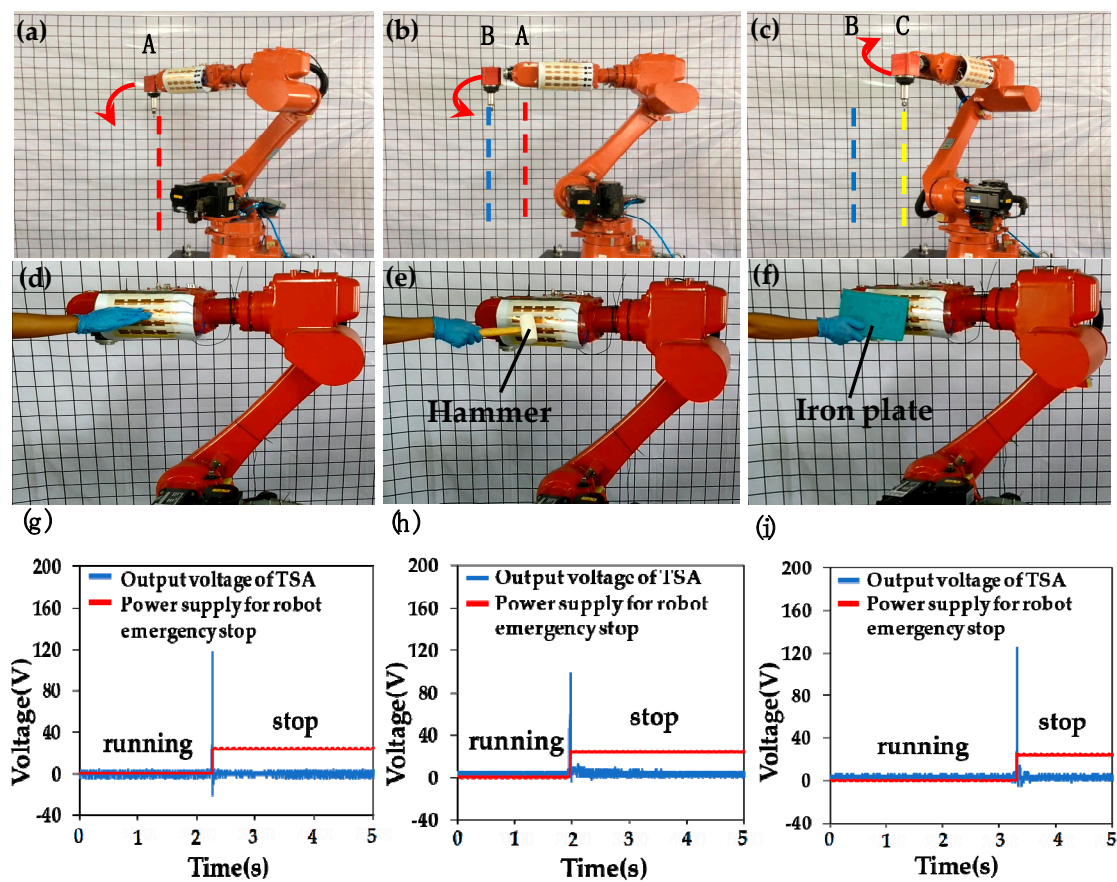 (a)
A
(b)
B
A
(c)
B
C
(d)
(e)
Hammer
(f)
Iron plate
(g)
200
160
120
80
40
0
-40
Voltage(V)
Output voltage of TSA
Power supply for robot
emergency stop
running
stop
0
1
2
3
4
5
Time(s)
(h)
200
160
120
80
40
0
-40
Voltage(V)
Output voltage of TSA
Power supply for robot
emergency stop
running
stop
0
1
2
3
4
5
Time(s)
(i)
200
160
120
80
40
0
-40
Voltage(V)
Output voltage of TSA
Power supply for robot
emergency stop
running
stop
0
1
2
3
4
5
Time(s)